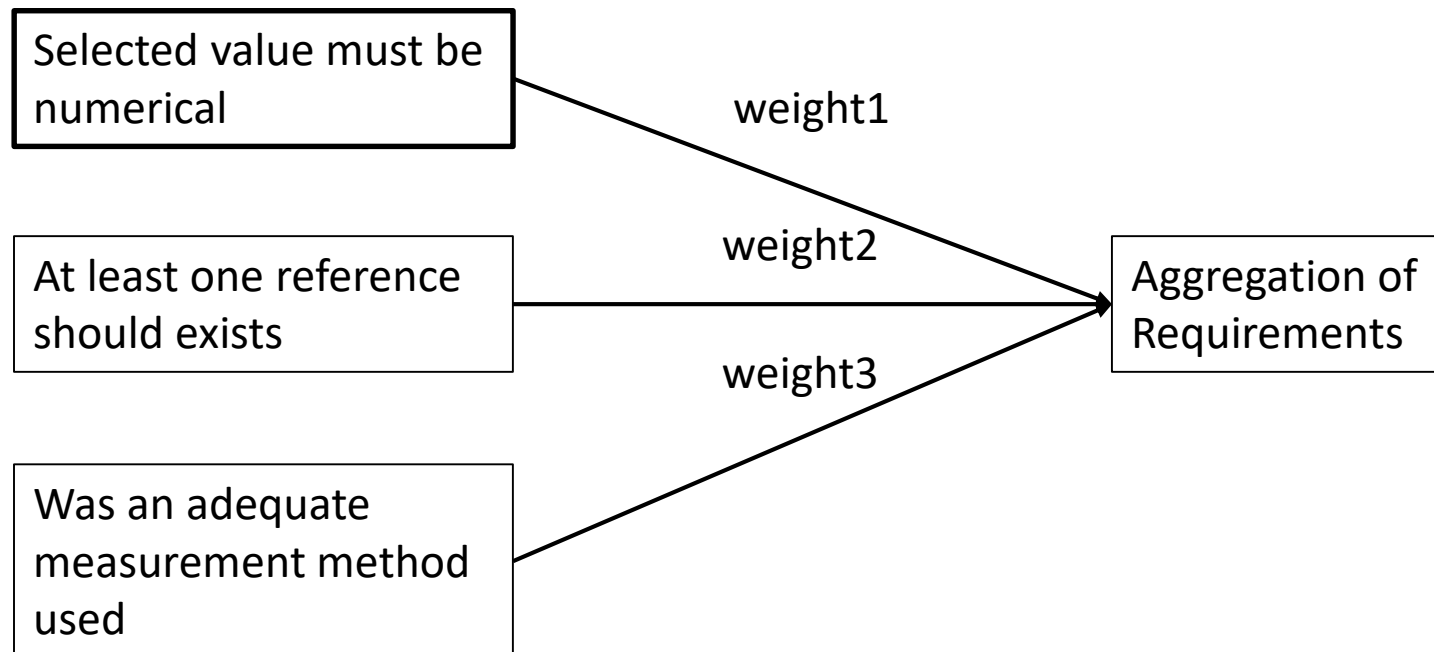 Selected value must be
numerical
weight1
At least one reference
should exists
weight2
Aggregation of
Requirements
weight3
Was an adequate
measurement method
used